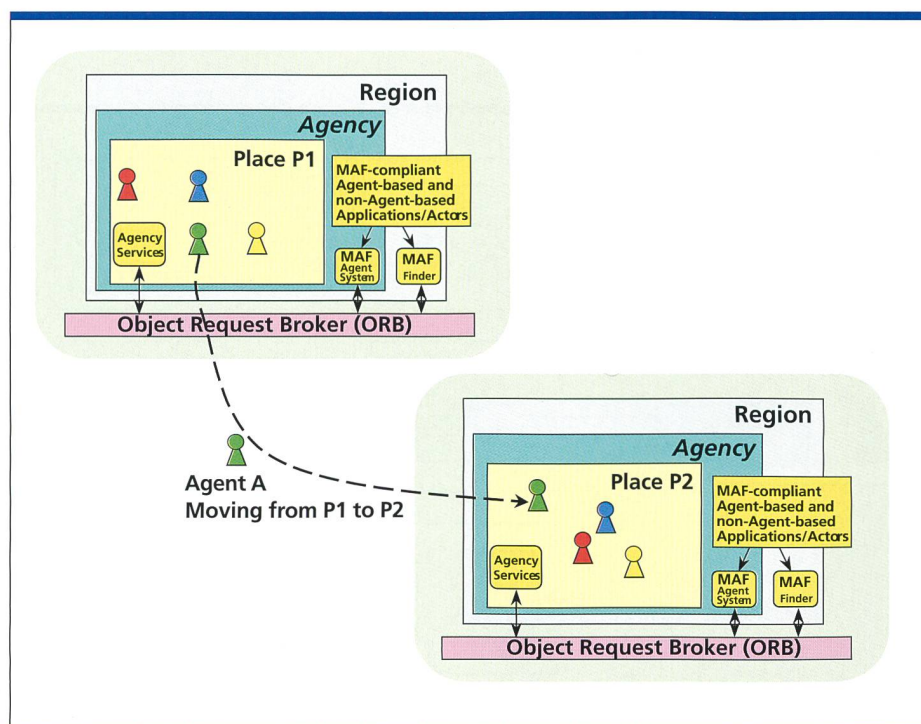 Region
Agency
Place P1
MAF-compliant
Agent-based and
non-Agent-based
Applications/Actors
Agency
Services
MAF
Agent
System
MAF
Finder
Object Request Broker (ORB)
Agent A
Moving from P1 to P2
Region
Agency
Place P2
MAF-compliant
Agent-based and
non-Agent-based
Applications/Actors
Agency
Services
MAF
Agent
System
MAF
Finder
Object Request Broker (ORB)